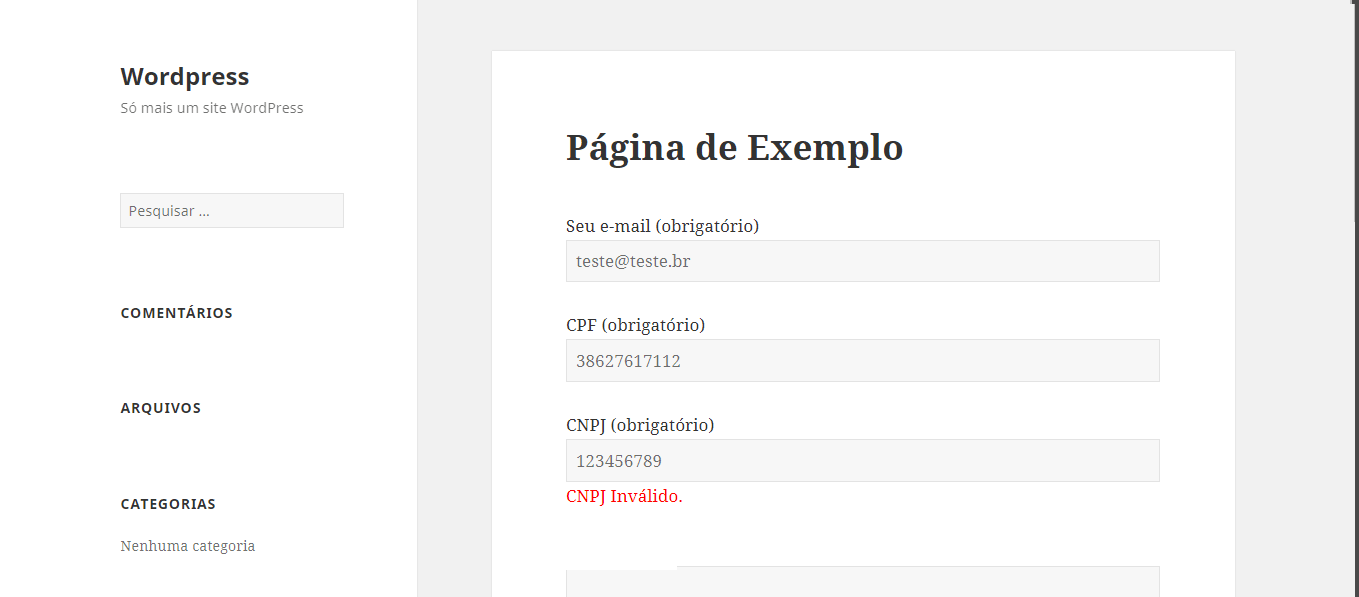 Wordpress
Só mais um site WordPress
Pesquisar ...
COMENTÁRIOS
ARQUIVOS
CATEGORIAS
Nenhuma categoria
Página de Exemplo
Seu e-mail (obrigatório)
teste@teste.br
CPF (obrigatório)
38627617112
CNPJ (obrigatório)
123456789
CNPJ Inválido.